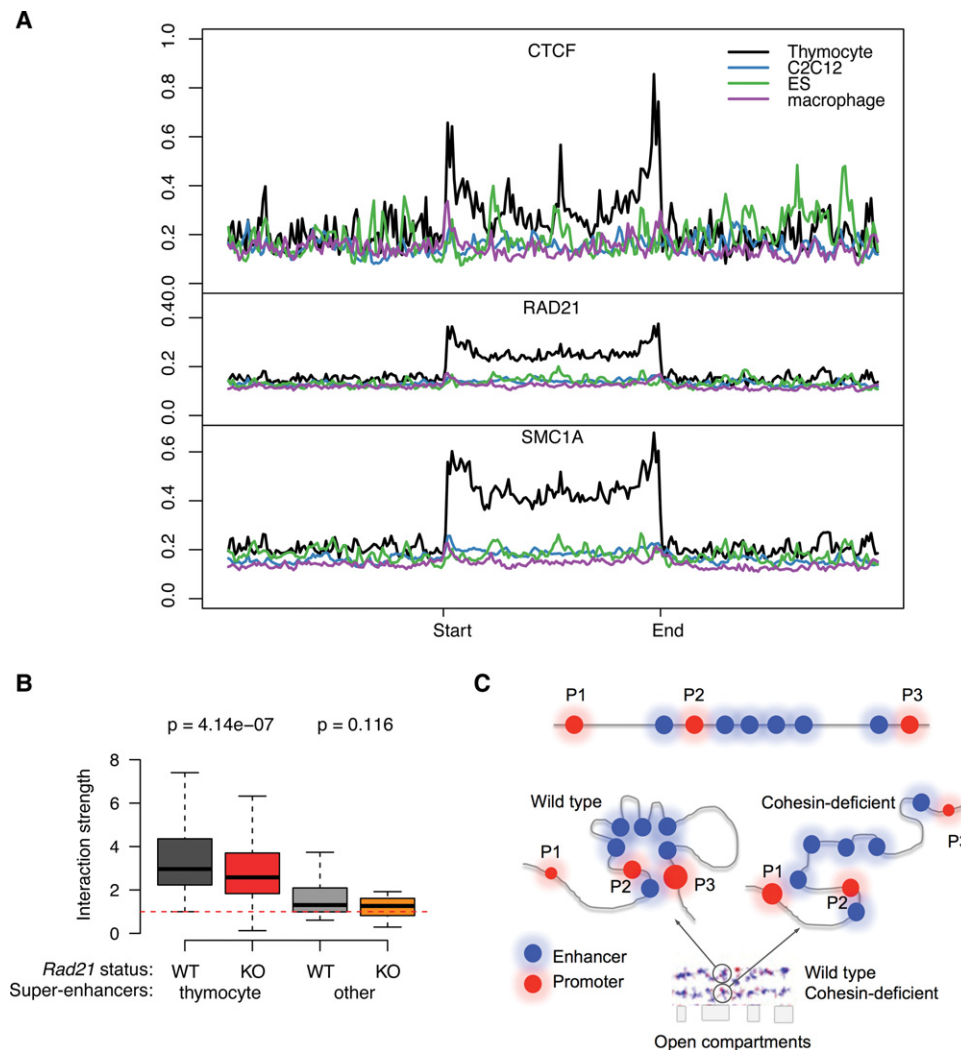 A
CTCF
Thymocyte
C2C12
ES
macrophage
1.0
0.8
0.6
0.4
0.2
0.0
RAD21
0.40
0.2
0.0
SMC1A
0.6
0.4
0.2
0.0
Start
End
B
p = 4.14e-07
p = 0.116
Interaction strength
8
6
4
2
0
Rad21 status:
WT
KO
WT
KO
Super-enhancers:
thymocyte
other
C
P1
P2
P3
Wild type
Cohesin-deficient
P1
P2
P3
P1
P2
P3
Enhancer
Promoter
Wild type
Cohesin-deficient
Open compartments